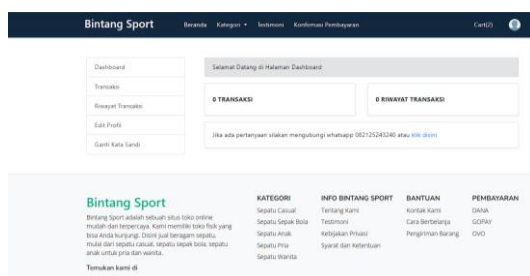 Bintang Sport
Beranda Kategori Testimoni Konfirmasi Pembayaran
Cart(2)
Dashboard
Transaksi
Riwayat Transaksi
Edit Profil
Ganti Kata Sandi
Selamat Datang di Halaman Dashboard
0 TRANSAKSI
0 RIWAYAT TRANSAKSI
Jika ada pertanyaan silakan mengubungi whatsapp 082125243240 atau klik disini
Bintang Sport
Bintang Sport adalah sebuah situs toko online
mudah dan terpercaya. Kami memiliki toko fisik yang
bisa Anda kunjungi. Disini jual beragam sepatu,
mulai dari sepatu casual, sepatu sepak bola, sepatu
anak untuk pria dan wanita.
Temukan kami di
KATEGORI
Sepatu Casual
Sepatu Sepak Bola
Sepatu Anak
Sepatu Pria
Sepatu Wanita
INFO BINTANG SPORT
Tentang Kami
Testimoni
Kebijakan Privasi
Syarat dan Ketentuan
BANTUAN
Kontak Kami
Cara Berbelanja
Pengiriman Barang
PEMBAYARAN
DANA
GOPAY
OVO